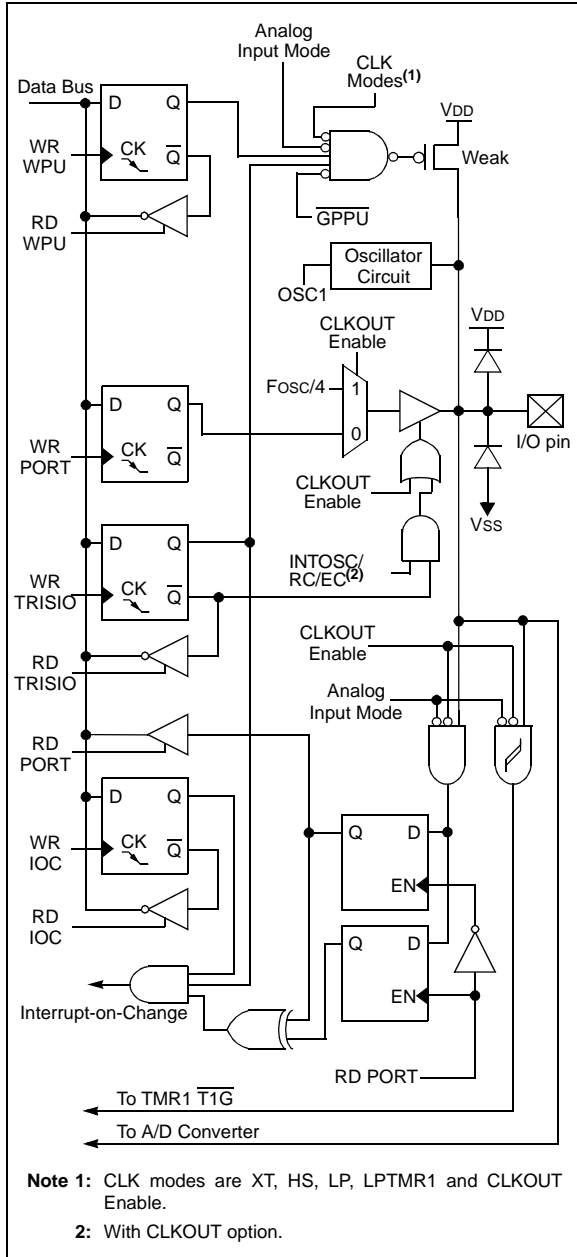 Analog
Input Mode
CLK
Modes(1)
Data Bus
D Q
VDD
WR
WPU
CK Q
Weak
RD
WPU
GPPU
Oscillator
Circuit
OSC1
CLKOUT
Enable
VDD
FOSC/4
1
D Q
0
I/O pin
WR
PORT
CK Q
CLKOUT
Enable
VSS
D Q
INTOSC/
RC/EC(2)
WR
TRISIO
CK Q
CLKOUT
Enable
RD
TRISIO
Analog
Input Mode
RD
PORT
D Q
Q D
WR
IOC
CK Q
EN
RD
IOC
Q D
Interrupt-on-Change
EN
RD PORT
To TMR1 T1G
To A/D Converter
Note 1: CLK modes are XT, HS, LP, LPTMR1 and CLKOUT
Enable.
2: With CLKOUT option.